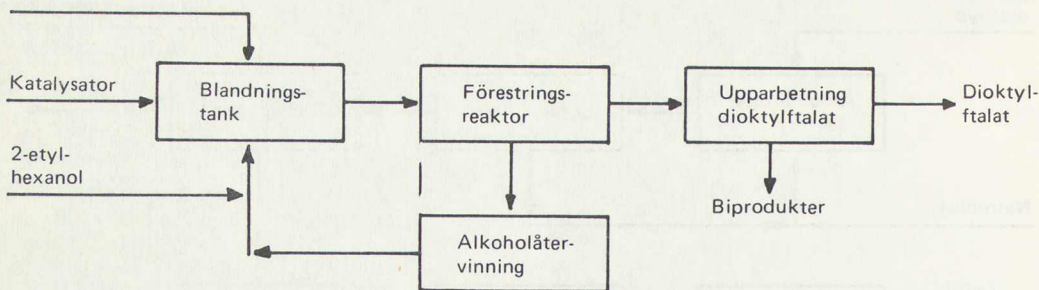 Katalysator
Blandnings-
tank
Förestrings-
reaktor
Upparbetning
dioktylftalat
Dioktyl-
ftalat
2-etyl-
hexanol
Biprodukter
Alkoholåter-
vinning